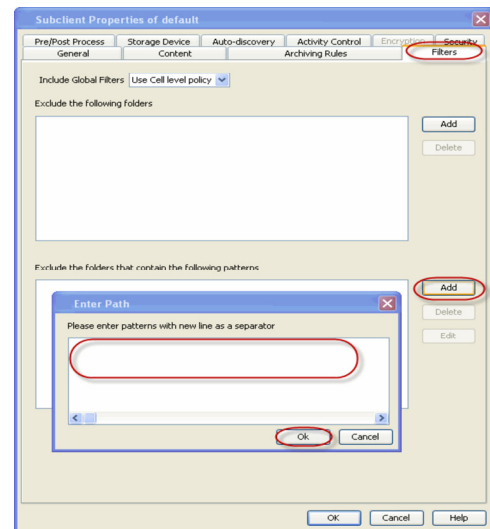 Subclient Properties of default
Pre/Post Process Storage Device Auto-discovery Activity Control Encryption Security
General Content Archiving Rules Filters
Include Global Filters Use Cell level policy
Exclude the following folders
Add
Delete
Exclude the folders that contain the following patterns
Add
Delete
Edit
Enter Path
Please enter patterns with new line as a separator
Ok Cancel
OK Cancel Help